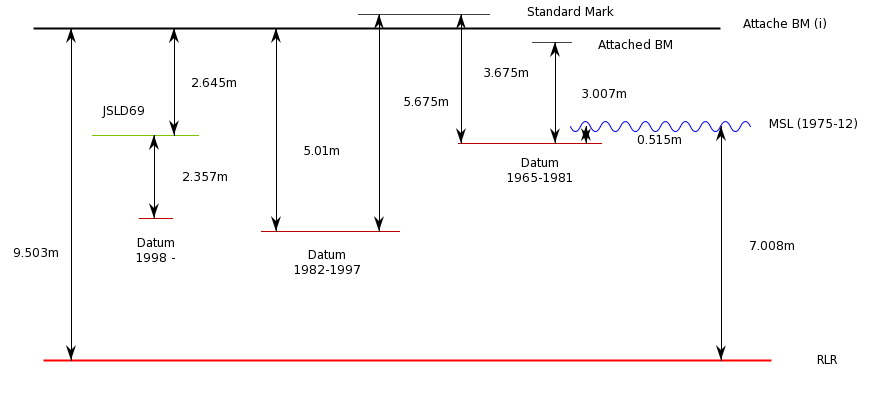 Standard Mark
Attache BM (i)
Attached BM
3.675m
2.645m
3.007m
5.675m
JSLD69
MSL (1975-12)
0.515m
5.01m
Datum
1965-1981
2.357m
Datum
1998 -
9.503m
Datum
1982-1997
7.008m
RLR